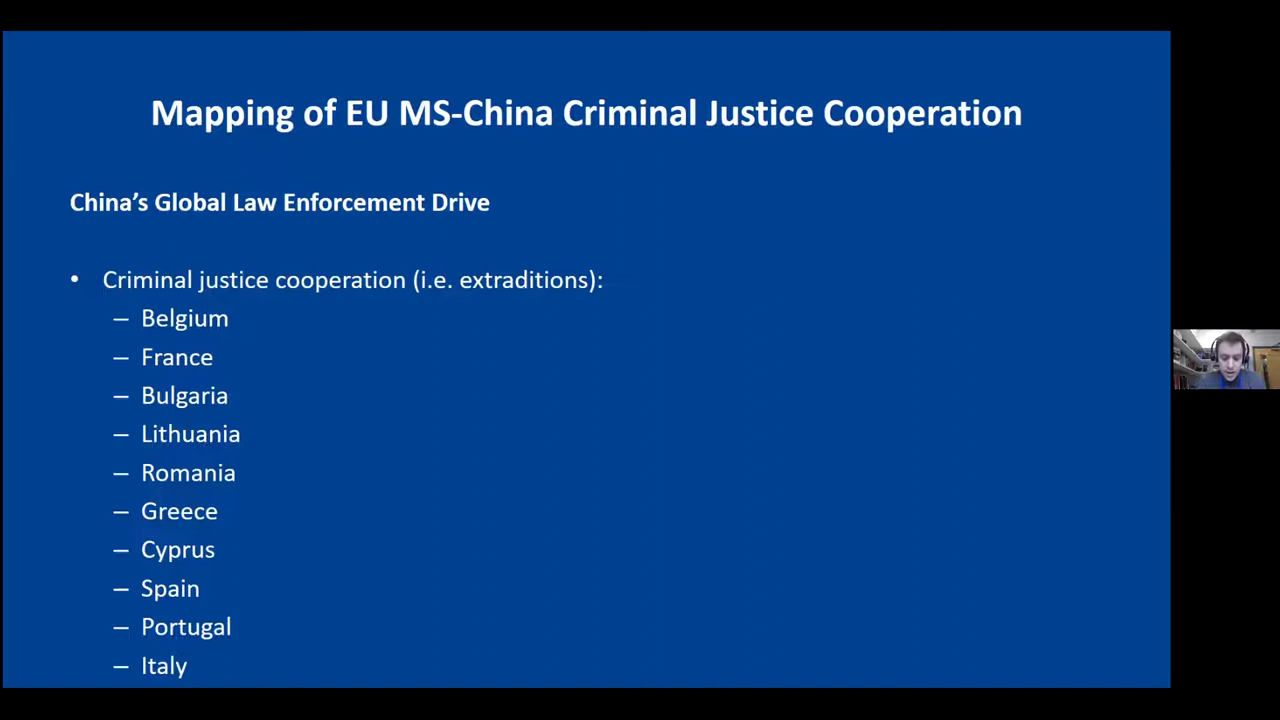 Mapping of EU MS-China Criminal Justice Cooperation
China’s Global Law Enforcement Drive
• Criminal justice cooperation (i.e. extraditions):
– Belgium
– France
– Bulgaria
– Lithuania
– Romania
– Greece
– Cyprus
– Spain
– Portugal
– Italy